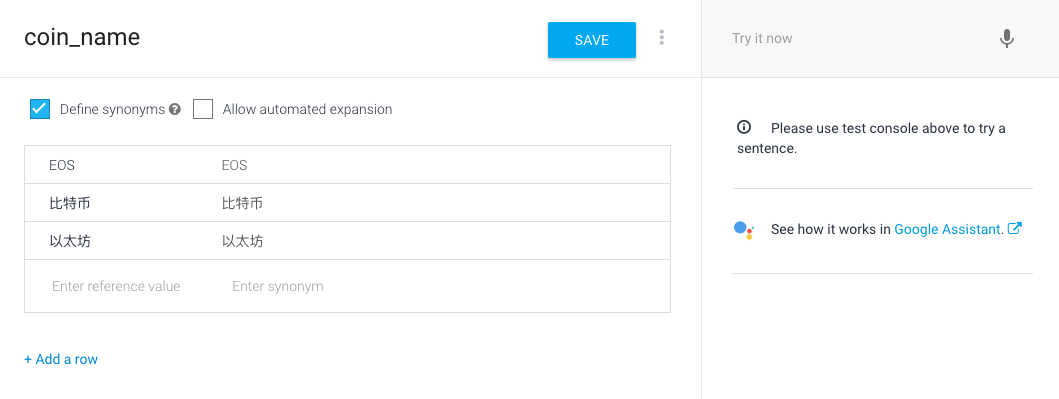 coin_name
SAVE
Try it now
Define synonyms
Allow automated expansion
EOS EOS
比特币 比特币
以太坊 以太坊
Enter reference value Enter synonym
+ Add a row
Please use test console above to try a
sentence.
See how it works in Google Assistant.